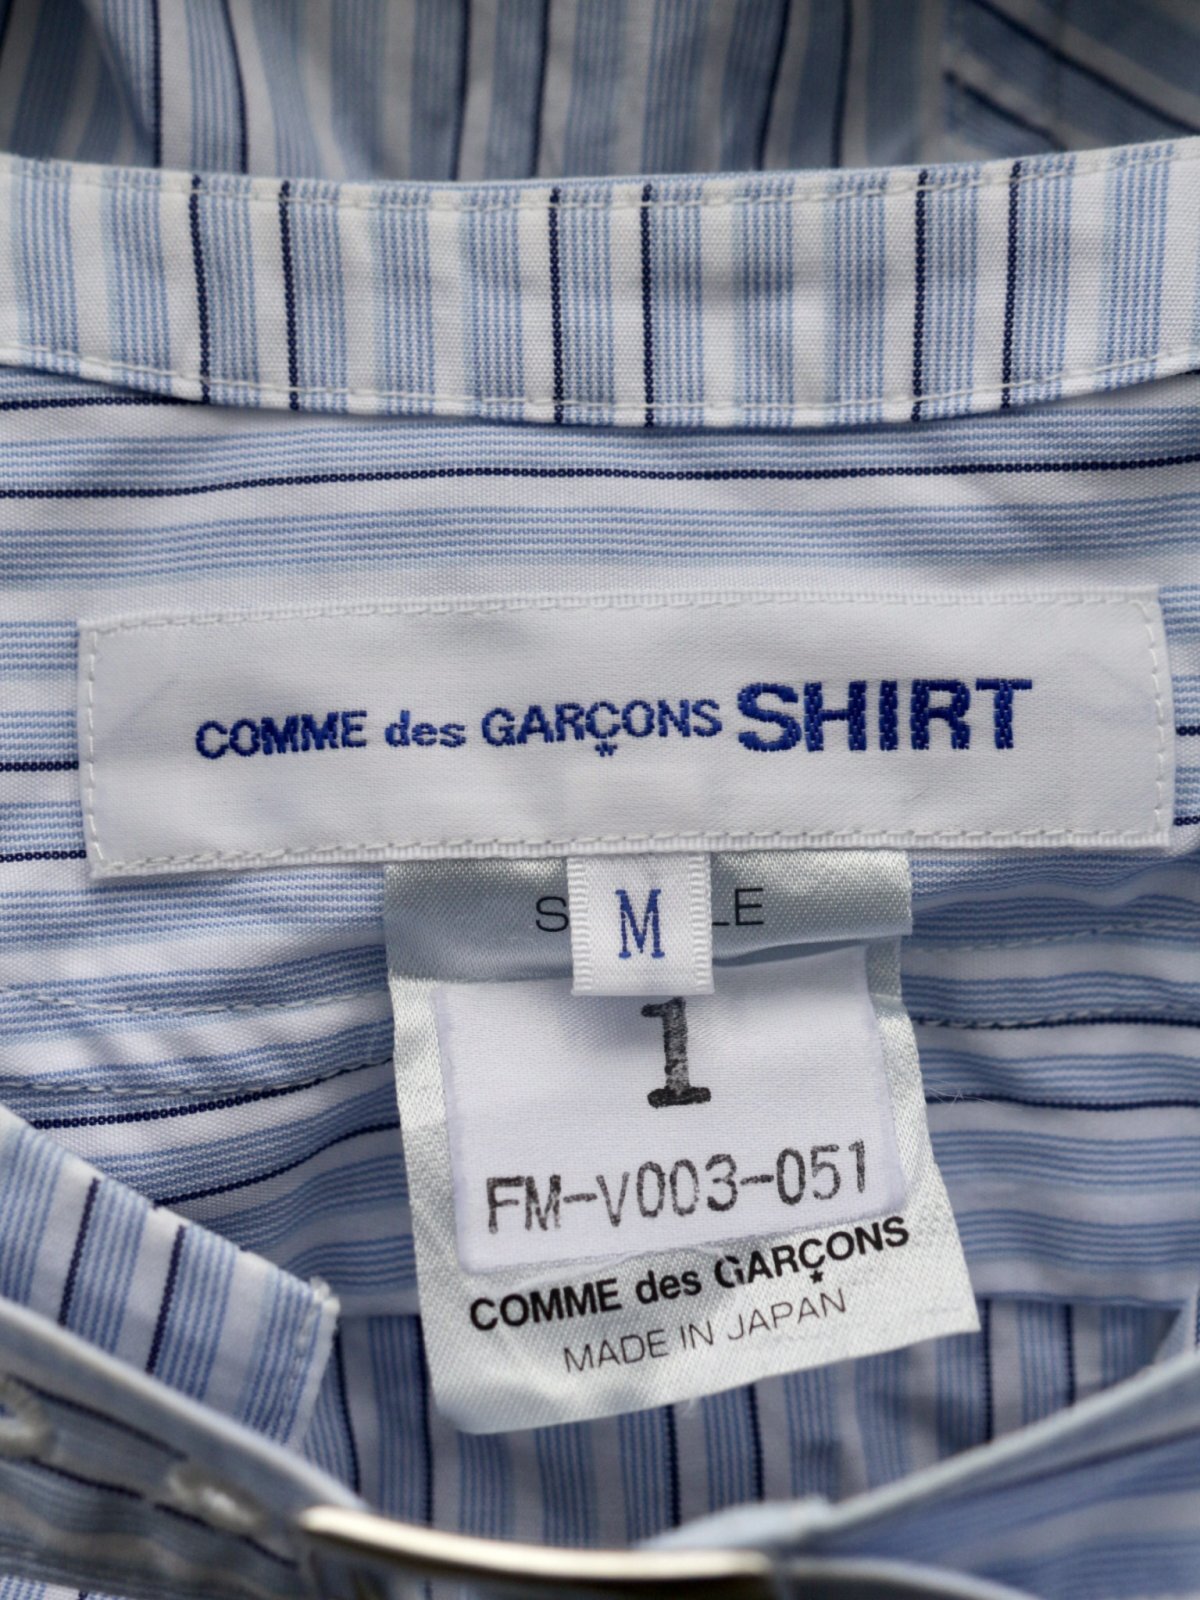 COMME des GARÇONS SHIRT
M
1
FM-V003-051
COMME des GARÇONS
MADE IN JAPAN